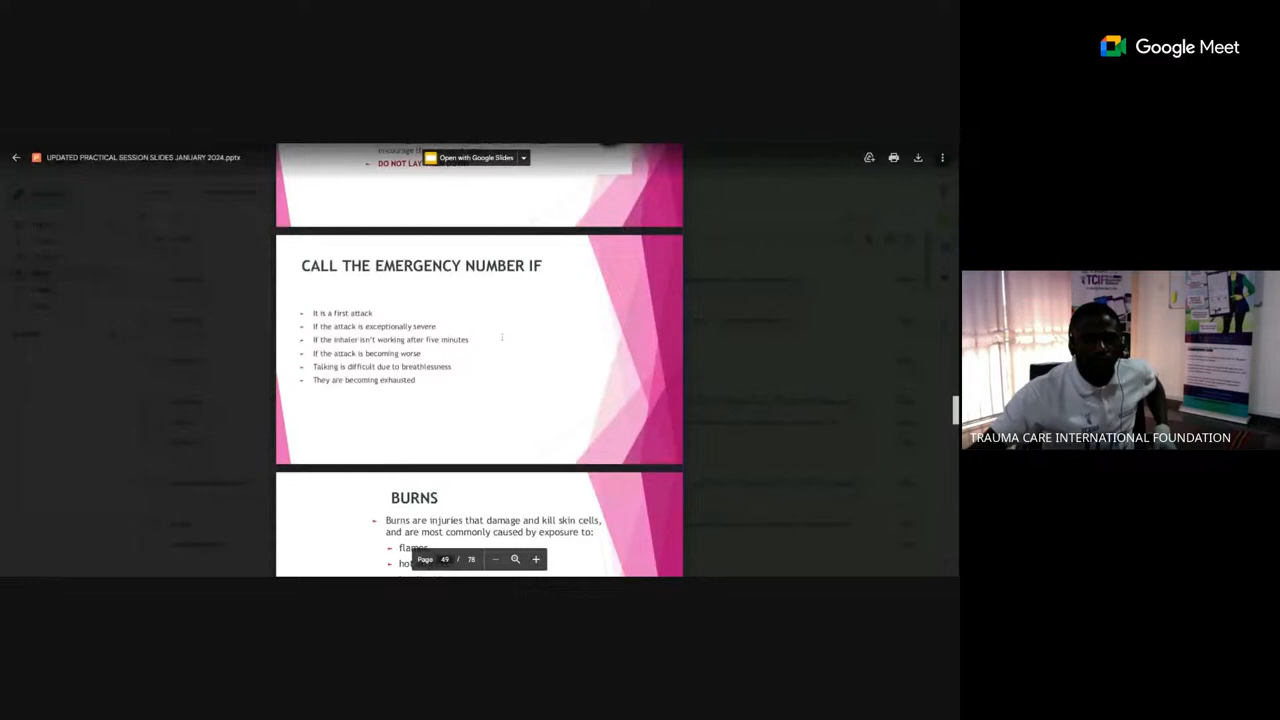 Google Meet
UPDATED PRACTICAL SESSION SLIDES JANUARY 2024.pptx
Open with Google Slides
DO NOT LAY
CALL THE EMERGENCY NUMBER IF
It is a first attack
If the attack is exceptionally severe
If the inhaler isn't working after five minutes
If the attack is becoming worse
Talking is difficult due to breathlessness
They are becoming exhausted
BURNS
Burns are injuries that damage and kill skin cells,
and are most commonly caused by exposure to:
Page 49 / 78
TCIF
TRAUMA CARE INTERNATIONAL FOUNDATION